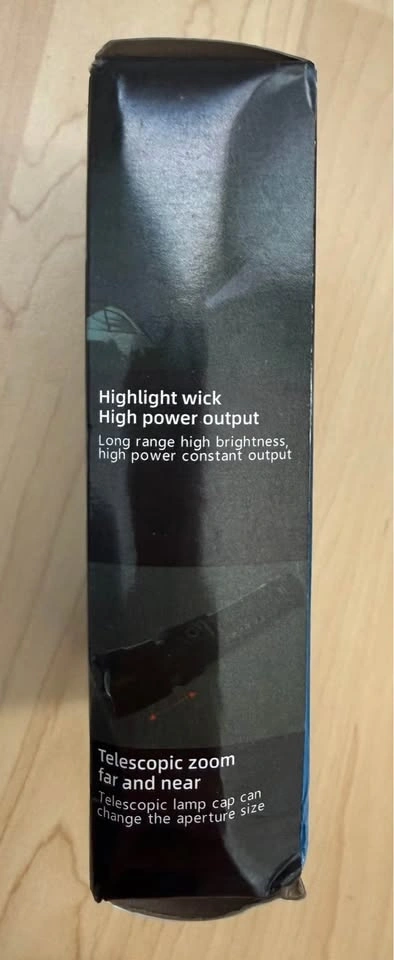 Highlight wick
High power output
Long range high brightness,
high power constant output
Telescopic zoom
far and near
Telescopic lamp cap can
change the aperture size